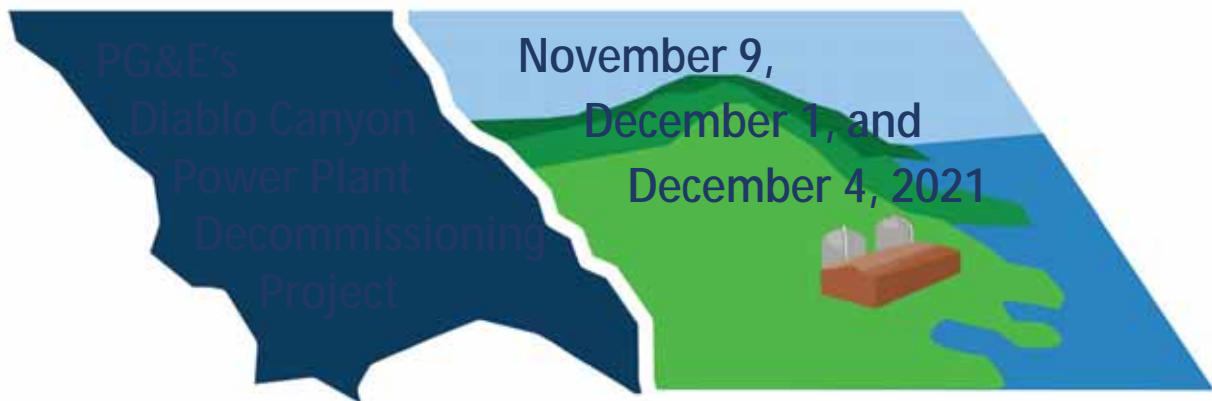 PG&E's
Diablo Canyon
Power Plant
Decommissioning
Project
November 9,
December 1, and
December 4, 2021